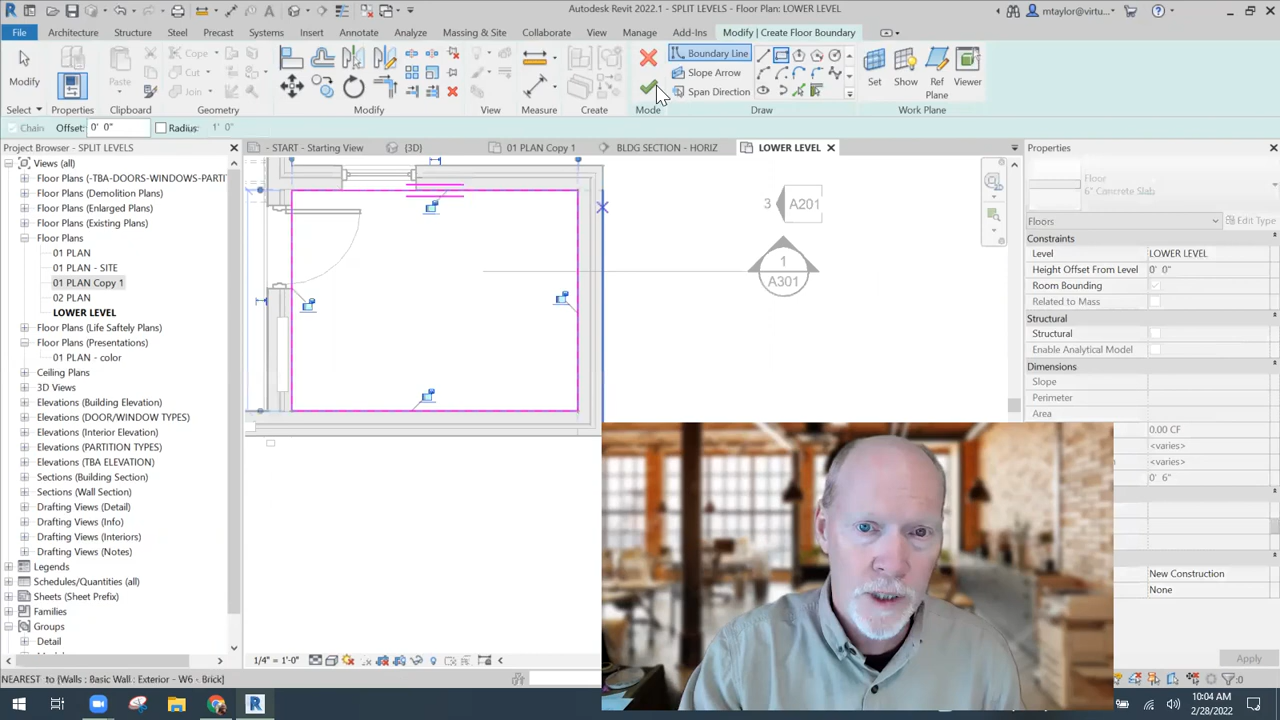 Autodesk Revit 2022.1 - SPLIT LEVELS - Floor Plan: LOWER LEVEL
mtaylor@virtu...
File Architecture Structure Steel Precast Systems Insert Annotate Analyze Massing & Site Collaborate View Manage Add-Ins Modify | Create Floor Boundary
Modify
Paste
Cope
Cut
Join
Boundary Line
Slope Arrow
Span Direction
Set Show Ref Plane Viewer
Select Properties Clipboard Geometry Modify View Measure Create Mode Draw Work Plane
Chain Offset: 0' 0" Radius: 1' 0"
Project Browser - SPLIT LEVELS
- START - Starting View {3D} 01 PLAN Copy 1 BLDG SECTION - HORIZ LOWER LEVEL
Properties
Views (all)
Floor Plans (-TBA-DOORS-WINDOWS-PARTI
Floor Plans (Demolition Plans)
Floor Plans (Enlarged Plans)
Floor Plans (Existing Plans)
Floor Plans
01 PLAN
01 PLAN - SITE
01 PLAN Copy 1
02 PLAN
LOWER LEVEL
Floor Plans (Life Saftely Plans)
Floor Plans (Presentations)
01 PLAN - color
Ceiling Plans
3D Views
Elevations (Building Elevation)
Elevations (DOOR/WINDOW TYPES)
Elevations (Interior Elevation)
Elevations (PARTITION TYPES)
Elevations (TBA ELEVATION)
Sections (Building Section)
Sections (Wall Section)
Drafting Views (Detail)
Drafting Views (Info)
Drafting Views (Interiors)
Drafting Views (Notes)
Legends
Schedules/Quantities (all)
Sheets (Sheet Prefix)
Families
Groups
Detail
3 A201
1
A301
Floor
6" Concrete Slab
Floors Edit Type
Constraints
Level LOWER LEVEL
Height Offset From Level 0' 0"
Room Bounding
Related to Mass
Structural
Structural
Enable Analytical Model
Dimensions
Slope
Perimeter
Area
0.00 CF
<varies>
<varies>
0' 6"
New Construction
None
Apply
1/4" = 1'-0"
NEAREST to {Walls : Basic Wall : Exterior - W6 - Brick}
:0
10:04 AM
2/28/2022